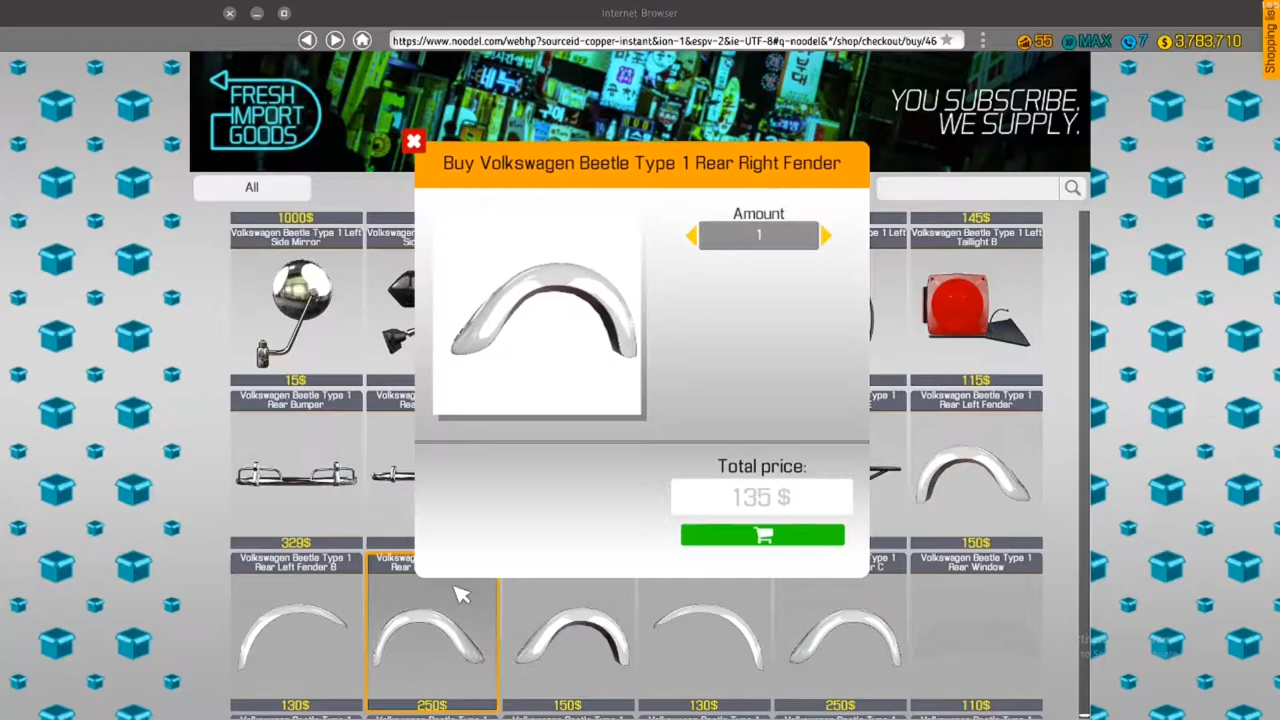 Internet Browser
https://www.noodel.com/webhp?sourceid-copper-instant&ion-1&espv-2&ie-UTF-8#q-noodel&*/shop/checkout/buy/46
55
MAX
7
3,783,710
Shopping list
FRESH
IMPORT
GOODS
YOU SUBSCRIBE.
WE SUPPLY.
All
Buy Volkswagen Beetle Type 1 Rear Right Fender
Amount
1
Total price:
135 $
1000$
145$
Volkswagen Beetle Type 1 Left
Side Mirror
Volkswagen Beetle Type 1 Left
Taillight B
15$
115$
Volkswagen Beetle Type 1
Rear Bumper
Volkswagen Beetle Type 1
Rear Left Fender
329$
150$
Volkswagen Beetle Type 1
Rear Left Fender B
Volkswagen Beetle Type 1
Rear Window
130$
250$
150$
130$
250$
110$